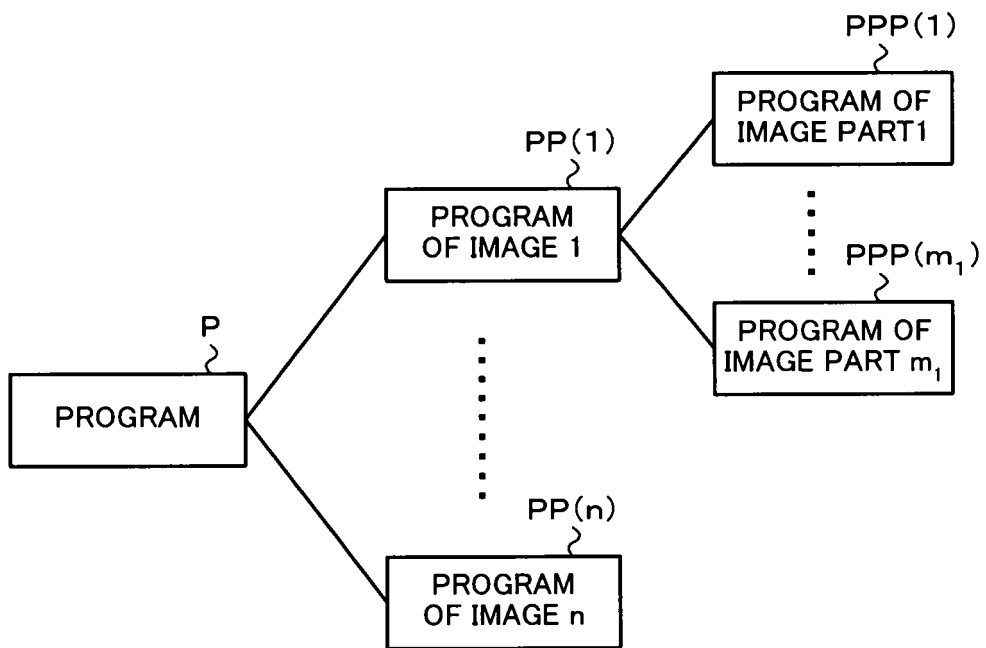 PPP(1)
PROGRAM OF
IMAGE PART1
PP(1)
PROGRAM
OF IMAGE 1
PPP(m₁)
PROGRAM OF
IMAGE PART m₁
P
PROGRAM
PP(n)
PROGRAM
OF IMAGE n